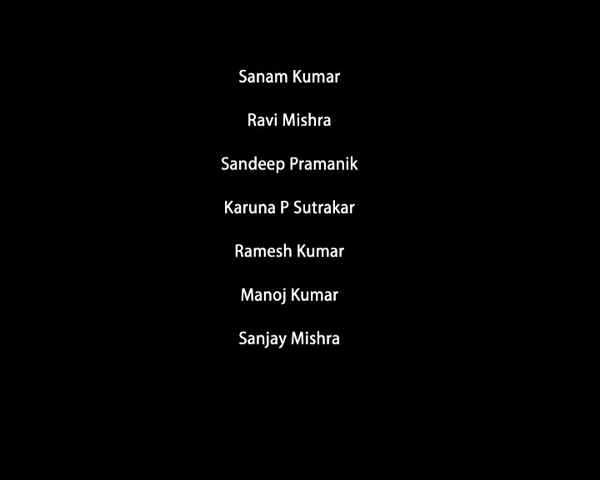 Sanam Kumar
Ravi Mishra
Sandeep Pramanik
Karuna P Sutrakar
Ramesh Kumar
Manoj Kumar
Sanjay Mishra